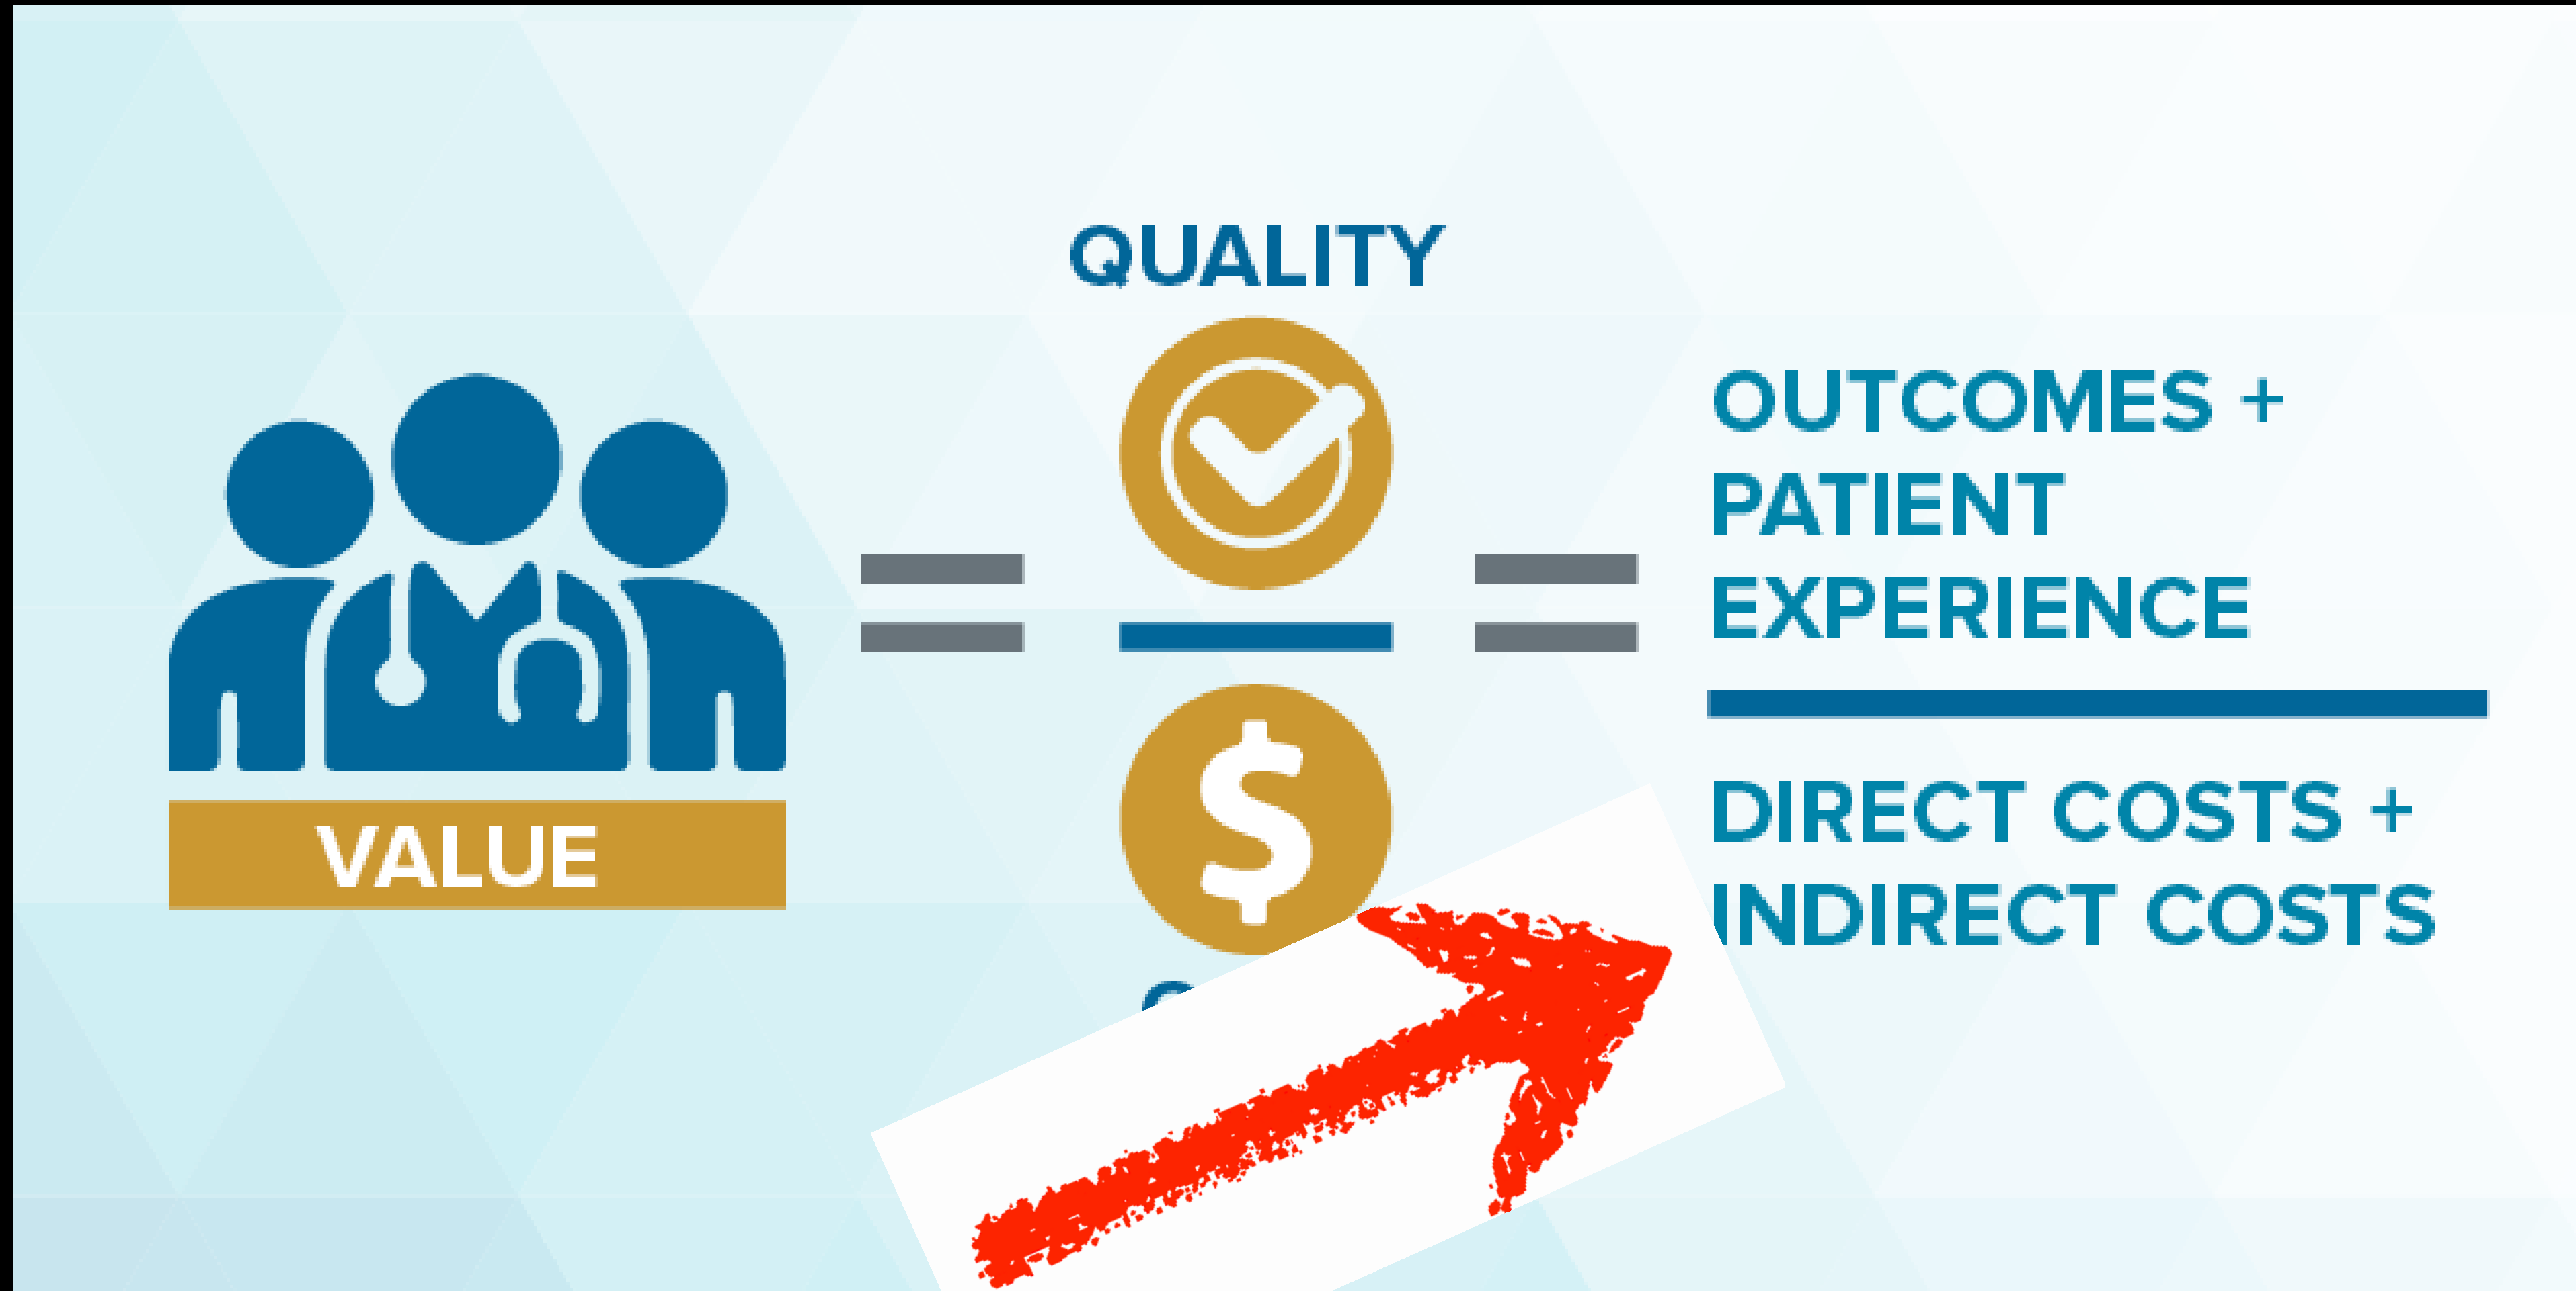 QUALITY
VALUE
$
OUTCOMES +
PATIENT
EXPERIENCE
DIRECT COSTS +
INDIRECT COSTS